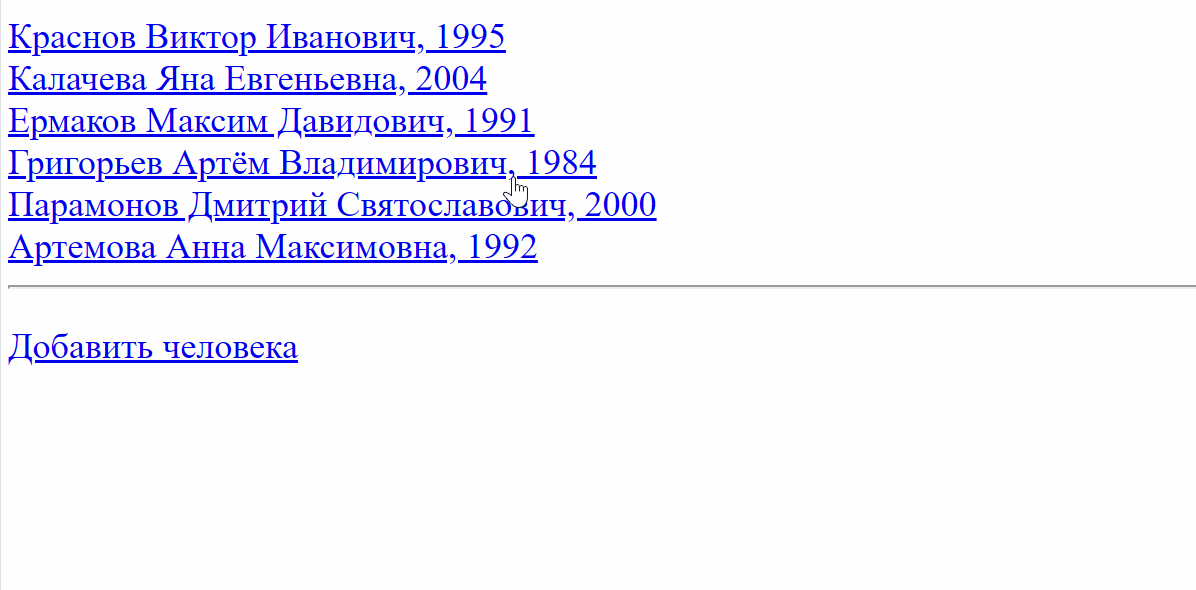 Краснов Виктор Иванович, 1995
Калачева Яна Евгеньевна, 2004
Ермаков Максим Давидович, 1991
Григорьев Артём Владимирович, 1984
Парамонов Дмитрий Святославович, 2000
Артемова Анна Максимовна, 1992
Добавить человека